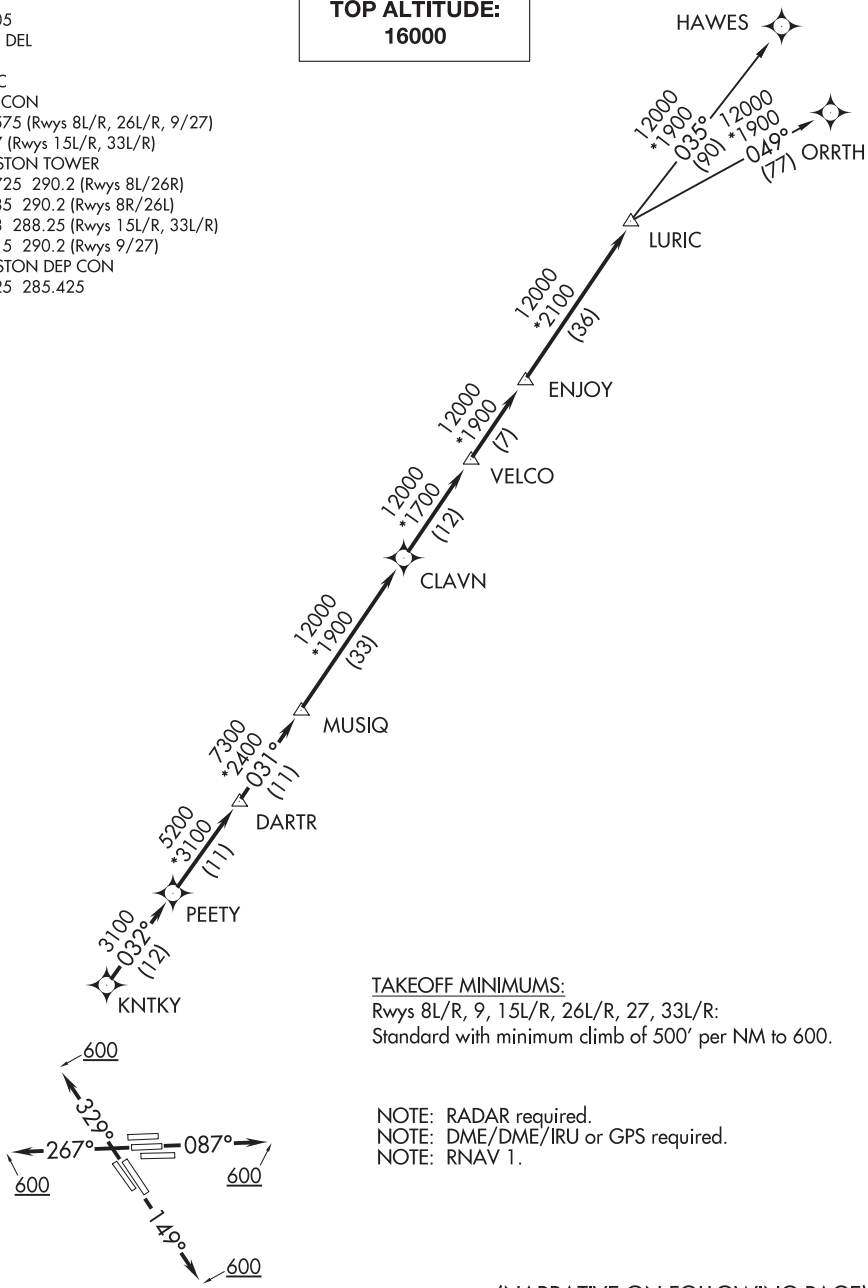 TOP ALTITUDE:
16000
DEL
CON
575 (Rwys 8L/R, 26L/R, 9/27)
(Rwys 15L/R, 33L/R)
STON TOWER
725 290.2 (Rwys 8L/26R)
35 290.2 (Rwys 8R/26L)
288.25 (Rwys 15L/R, 33L/R)
5 290.2 (Rwys 9/27)
STON DEP CON
25 285.425
HAWES
12000
*1900
035°
(90)
12000
*1900
049°
(77)
ORRTH
LURIC
12000
*2100
(36)
ENJOY
12000
*1900
(7)
VELCO
12000
*1700
(12)
CLAVN
12000
*1900
(33)
MUSIQ
7300
*2400
031°
(11)
DARTR
5200
*3100
(11)
PEETY
3100
032°
(12)
KNTKY
TAKEOFF MINIMUMS:
Rwys 8L/R, 9, 15L/R, 26L/R, 27, 33L/R:
Standard with minimum climb of 500' per NM to 600.
NOTE: RADAR required.
NOTE: DME/DME/IRU or GPS required.
NOTE: RNAV 1.
600
329°
267°
087°
600
600
149°
600